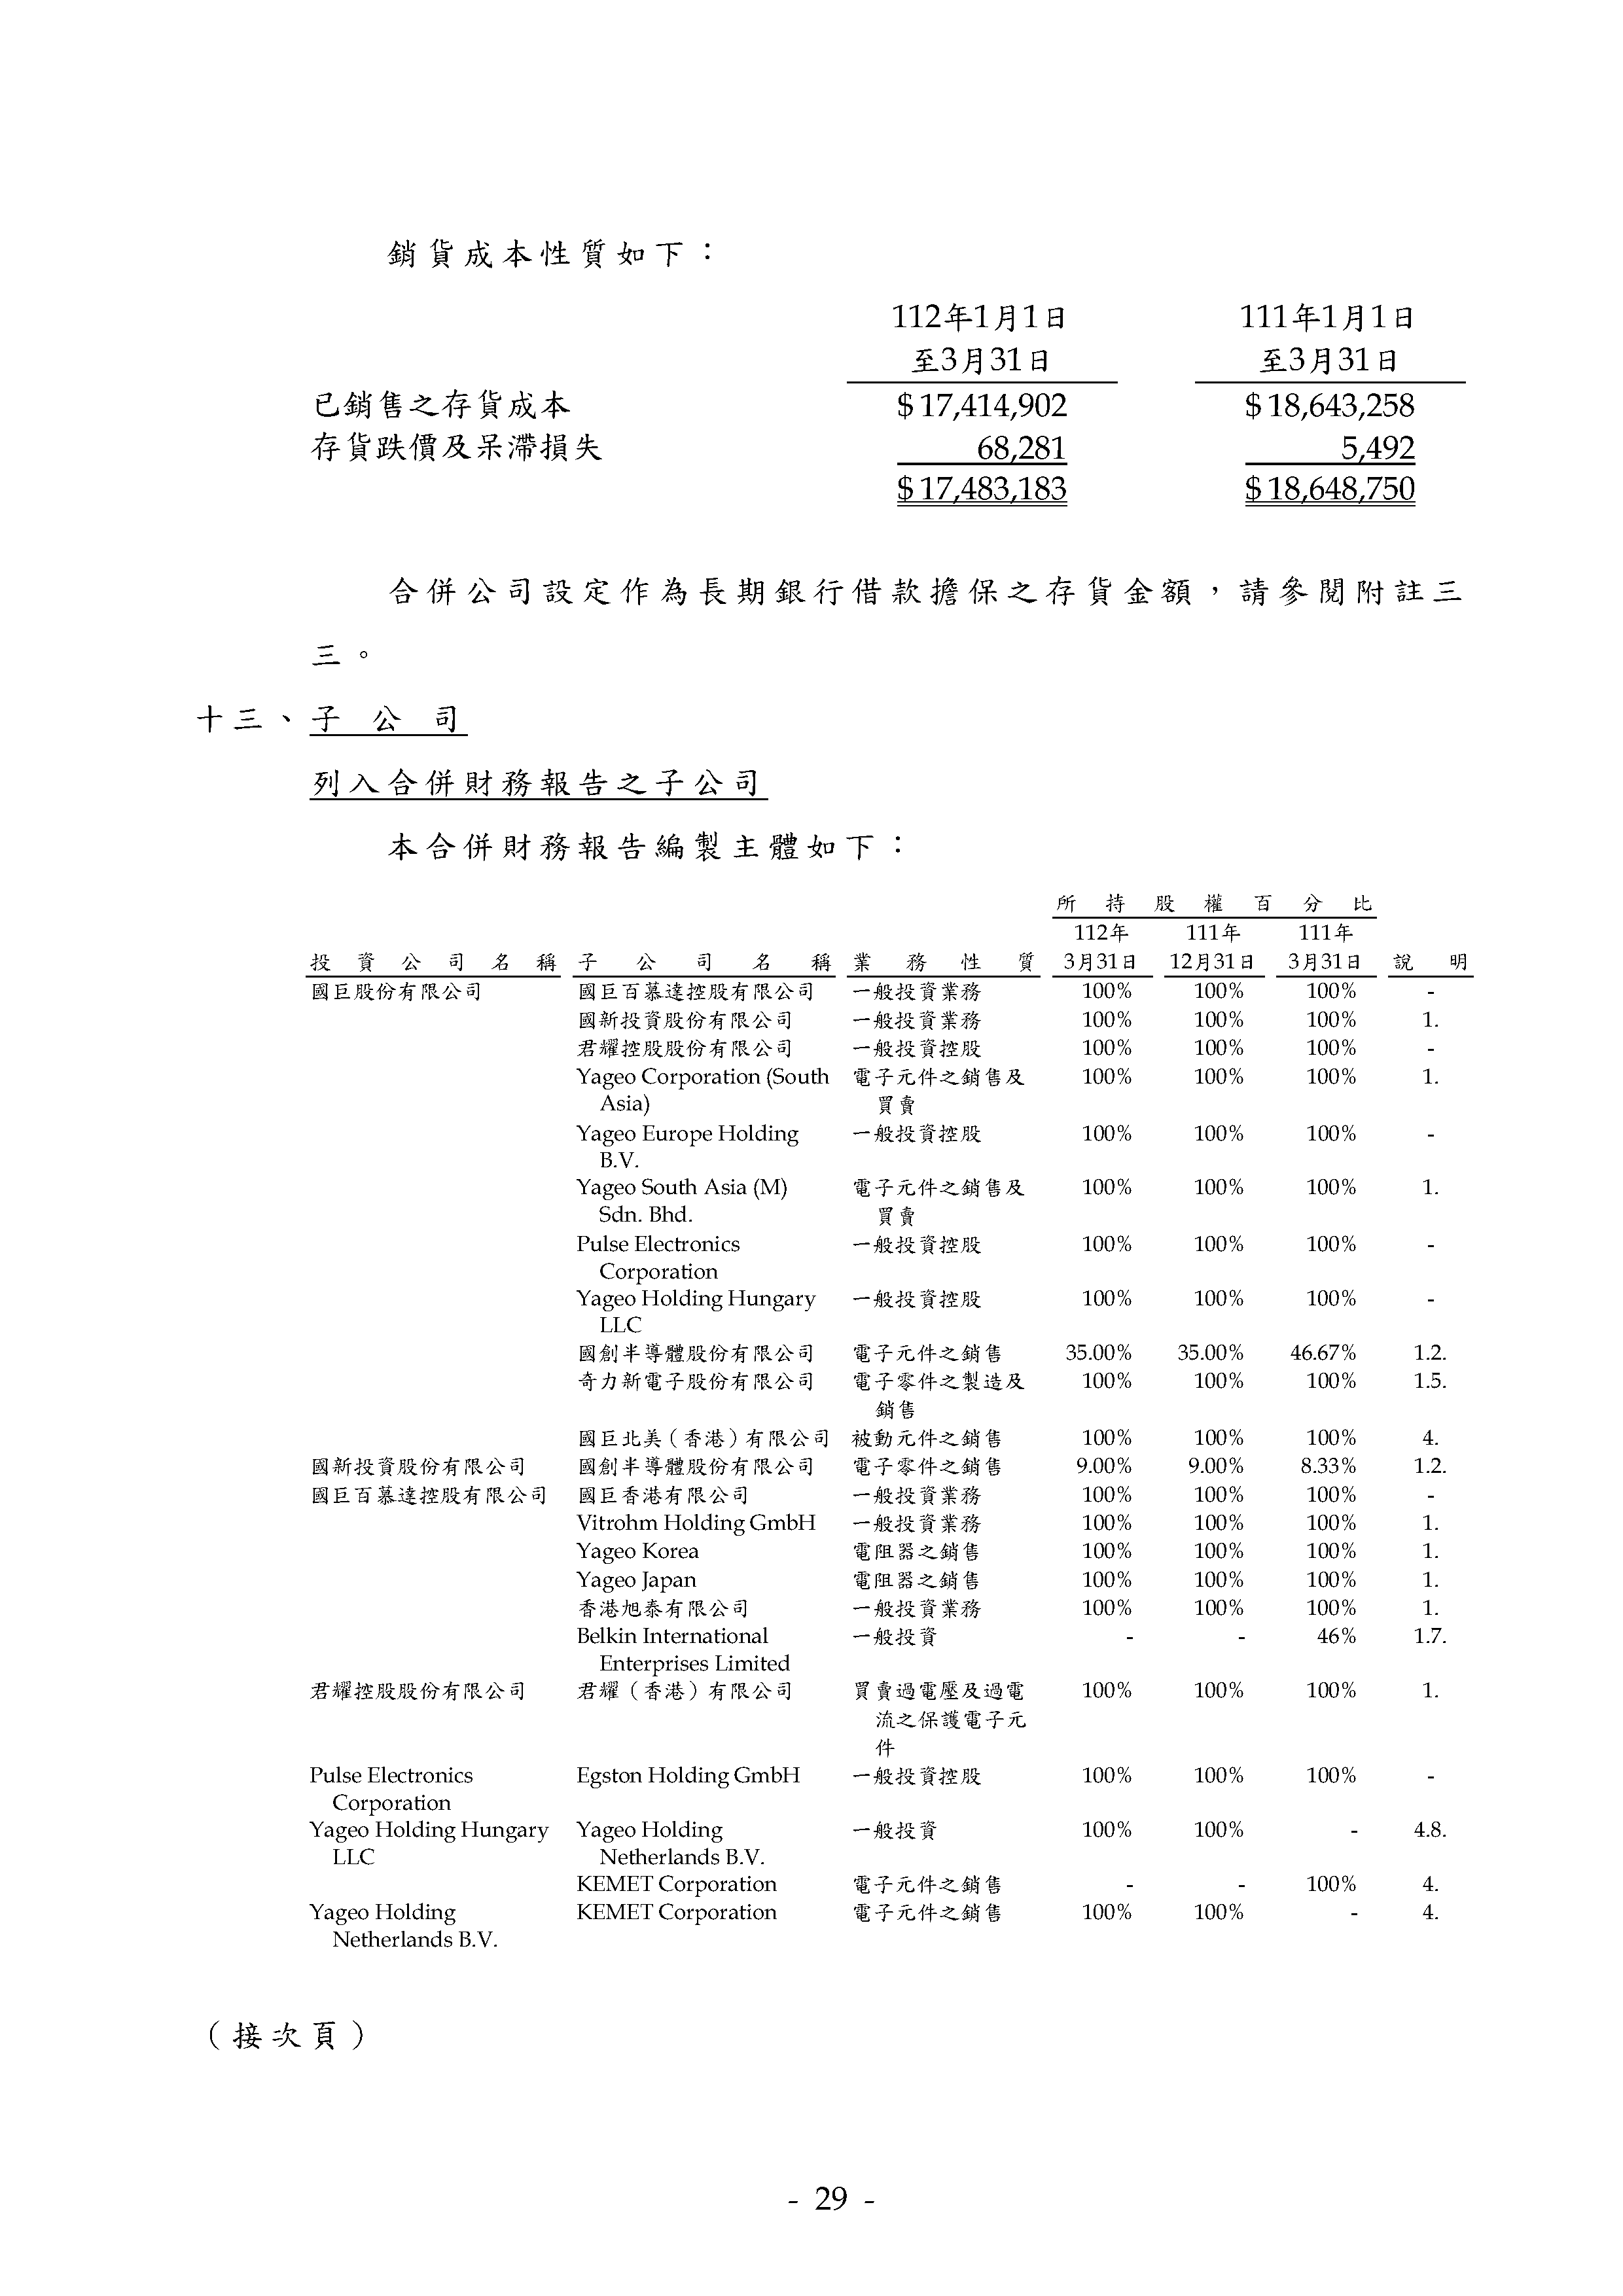 銷貨成本性質如下：
112年1月1日 111年1月1日
至3月31日 至3月31日
已銷售之存貨成本 $17,414,902 $18,643,258
存貨跌價及呆滯損失 68,281 5,492
$17,483,183 $18,648,750
合併公司設定作為長期銀行借款擔保之存貨金額，請參閱附註三
三。
十三、子公司
列入合併財務報告之子公司
本合併財務報告編製主體如下：
所持股權百分比
112年 111年 111年
投資公司名稱 子公司名稱 業務性質 3月31日 12月31日 3月31日 說明
國巨股份有限公司 國巨百慕達控股有限公司 一般投資業務 100% 100% 100% -
國新投資股份有限公司 一般投資業務 100% 100% 100% 1.
君耀控股股份有限公司 一般投資控股 100% 100% 100% -
Yageo Corporation (South 電子元件之銷售及 100% 100% 100% 1.
Asia) 買賣
Yageo Europe Holding 一般投資控股 100% 100% 100% -
B.V.
Yageo South Asia (M) 電子元件之銷售及 100% 100% 100% 1.
Sdn. Bhd. 買賣
Pulse Electronics 一般投資控股 100% 100% 100% -
Corporation
Yageo Holding Hungary 一般投資控股 100% 100% 100% -
LLC
國創半導體股份有限公司 電子元件之銷售 35.00% 35.00% 46.67% 1.2.
奇力新電子股份有限公司 電子零件之製造及 100% 100% 100% 1.5.
銷售
國巨北美（香港）有限公司 被動元件之銷售 100% 100% 100% 4.
國新投資股份有限公司 國創半導體股份有限公司 電子零件之銷售 9.00% 9.00% 8.33% 1.2.
國巨百慕達控股有限公司 國巨香港有限公司 一般投資業務 100% 100% 100% -
Vitrohm Holding GmbH 一般投資業務 100% 100% 100% 1.
Yageo Korea 電阻器之銷售 100% 100% 100% 1.
Yageo Japan 電阻器之銷售 100% 100% 100% 1.
香港旭泰有限公司 一般投資業務 100% 100% 100% 1.
Belkin International 一般投資 - - 46% 1.7.
Enterprises Limited
君耀控股股份有限公司 君耀（香港）有限公司 買賣過電壓及過電 100% 100% 100% 1.
流之保護電子元
件
Pulse Electronics Egston Holding GmbH 一般投資控股 100% 100% 100% -
Corporation
Yageo Holding Hungary Yageo Holding 一般投資 100% 100% - 4.8.
LLC Netherlands B.V.
KEMET Corporation 電子元件之銷售 - - 100% 4.
Yageo Holding KEMET Corporation 電子元件之銷售 100% 100% - 4.
Netherlands B.V.
（接次頁）
- 29 -